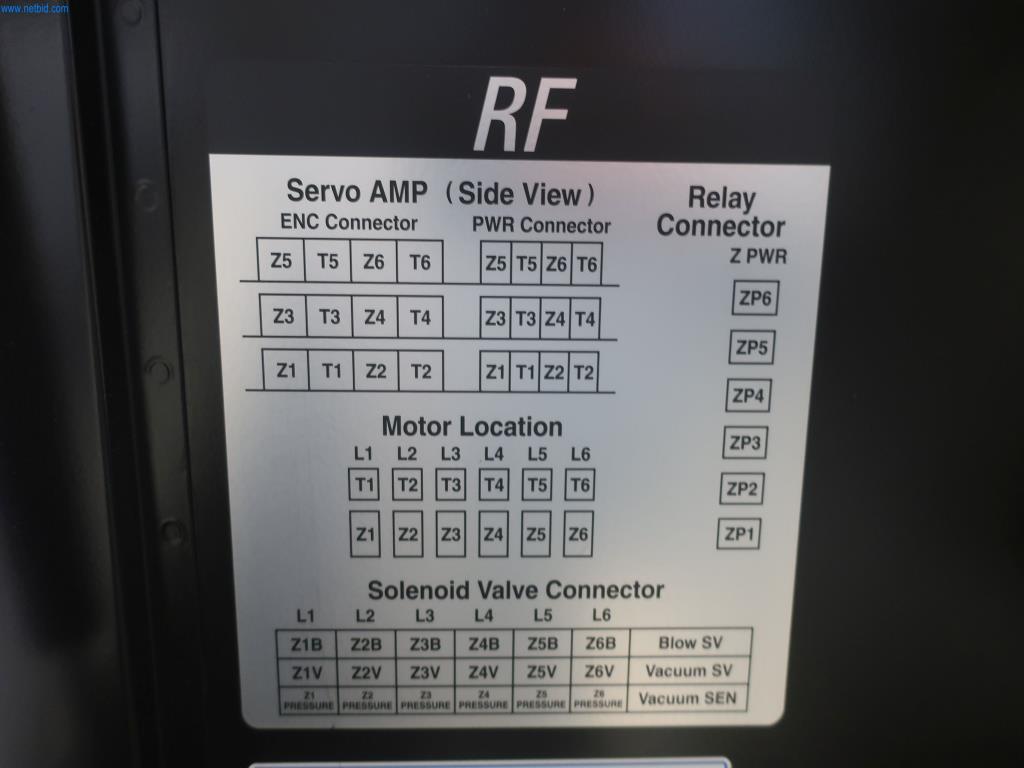 www.netbid.com
RF
Servo AMP (Side View)
ENC Connector PWR Connector
Z5 T5 Z6 T6 Z5 T5 Z6 T6
Z3 T3 Z4 T4 Z3 T3 Z4 T4
Z1 T1 Z2 T2 Z1 T1 Z2 T2
Relay
Connector
Z PWR
ZP6
ZP5
ZP4
ZP3
ZP2
ZP1
Motor Location
L1 L2 L3 L4 L5 L6
T1 T2 T3 T4 T5 T6
Z1 Z2 Z3 Z4 Z5 Z6
Solenoid Valve Connector
L1 L2 L3 L4 L5 L6
Z1B Z2B Z3B Z4B Z5B Z6B Blow SV
Z1V Z2V Z3V Z4V Z5V Z6V Vacuum SV
Z1 PRESSURE Z2 PRESSURE Z3 PRESSURE Z4 PRESSURE Z5 PRESSURE Z6 PRESSURE Vacuum SEN